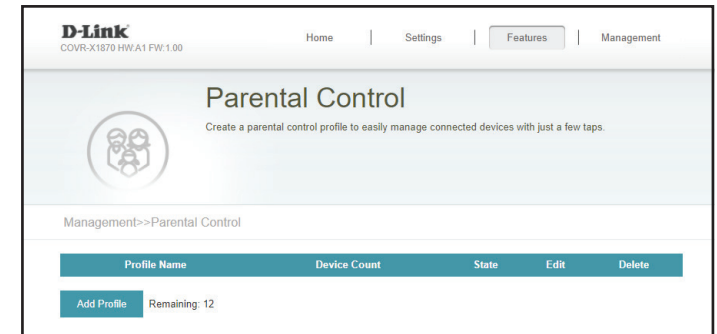 D-Link
COVR-X1870 HW:A1 FW:1.00
Home | Settings | Features | Management
Parental Control
Create a parental control profile to easily manage connected devices with just a few taps.
Management>>Parental Control
Profile Name Device Count State Edit Delete
Add Profile Remaining: 12